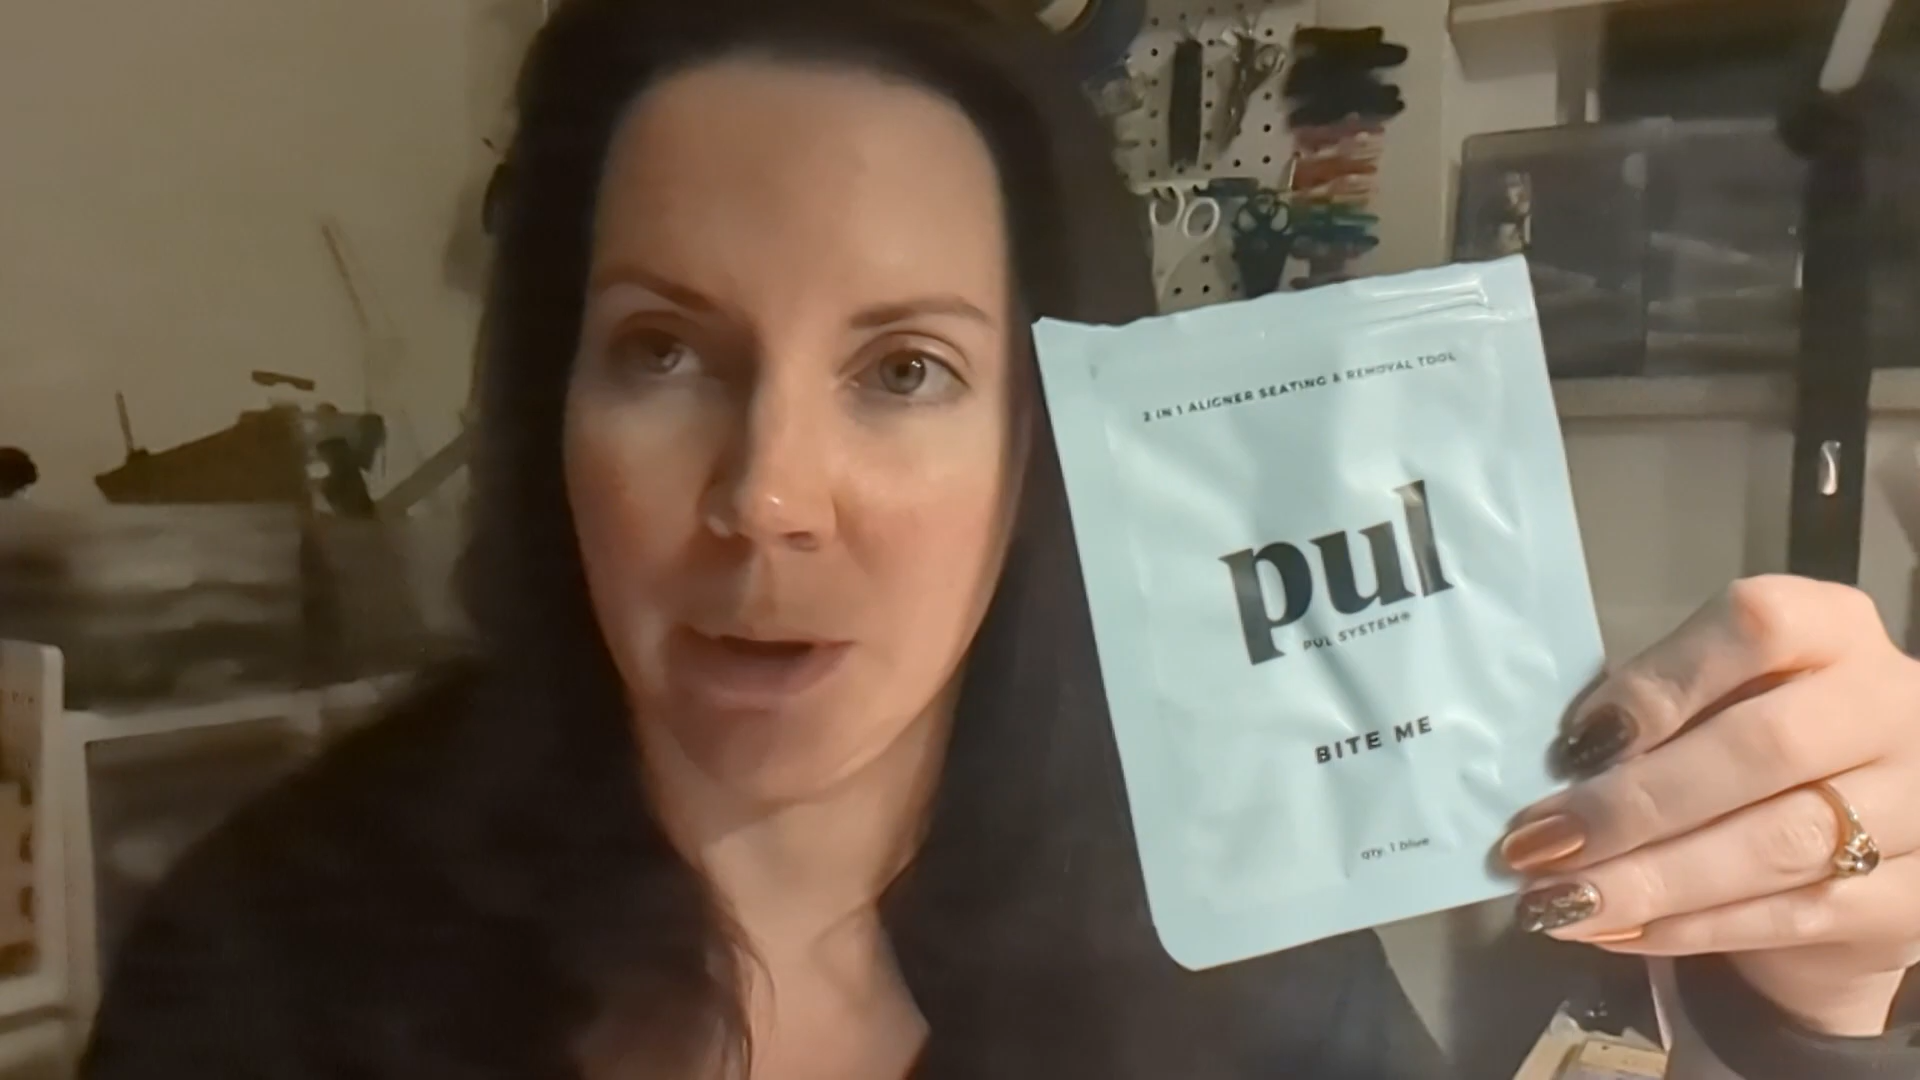 2 IN 1 ALIGNER SEATING & REMOVAL TOOL
pul
PUL SYSTEM®
BITE ME
qty. 1 blue